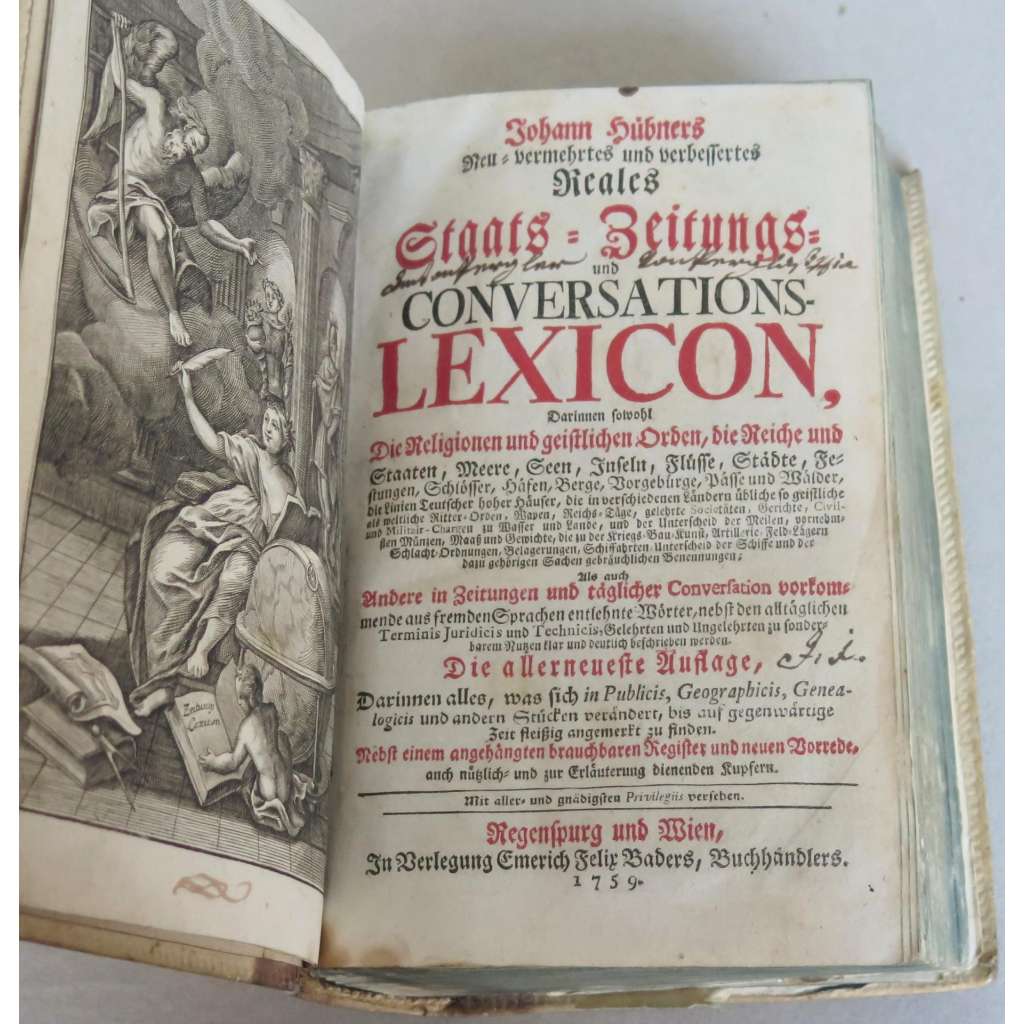 Zeitungs
Lexicon
Johann Hübners
Neu = vermehrtes und verbessertes
Reales
Staats = Zeitungs=
und
CONVERSATIONS-
LEXICON,
Darinnen sowohl
Die Religionen und geistlichen Orden, die Reiche und
Staaten, Meere, Seen, Inseln, Flüsse, Städte, Fe=
stungen, Schlösser, Häfen, Berge, Vorgebürge, Pässe und Wälder,
die Linien Teutscher hoher Häuser, die in verschiedenen Ländern übliche so geistliche
als weltliche Ritter=Orden, Wapen, Reichs=Täge, gelehrte Societäten, Gerichte, Civil-
und Militair-Chargen zu Wasser und Lande, und der Unterscheid der Meilen, vornehm=
sten Münzen, Maaß und Gewichte, die zu der Kriegs=Bau=Kunst, Artillerie, Feld=Lägern
Schlacht=Ordnungen, Belagerungen, Schiffahrten, Unterscheid der Schiffe und der
dazu gehörigen Sachen gebräuchlichen Benennungen;
Als auch
Andere in Zeitungen und täglicher Conversation vorkom=
mende aus fremden Sprachen entlehnte Wörter, nebst den alltäglichen
Terminis Juridicis und Technicis, Gelehrten und Ungelehrten zu sonder=
barem Nutzen klar und deutlich beschrieben werden.
Die allerneueste Auflage,
Darinnen alles, was sich in Publicis, Geographicis, Genea-
logicis und andern Stücken verändert, bis auf gegenwärtige
Zeit fleißig angemerkt zu finden.
Nebst einem angehängten brauchbaren Register und neuen Vorrede,
auch nützlich= und zur Erläuterung dienenden Kupfern.
Mit aller= und gnädigsten Privilegiis versehen.
Regenspurg und Wien,
In Verlegung Emerich Felix Baders, Buchhändlers.
1759.